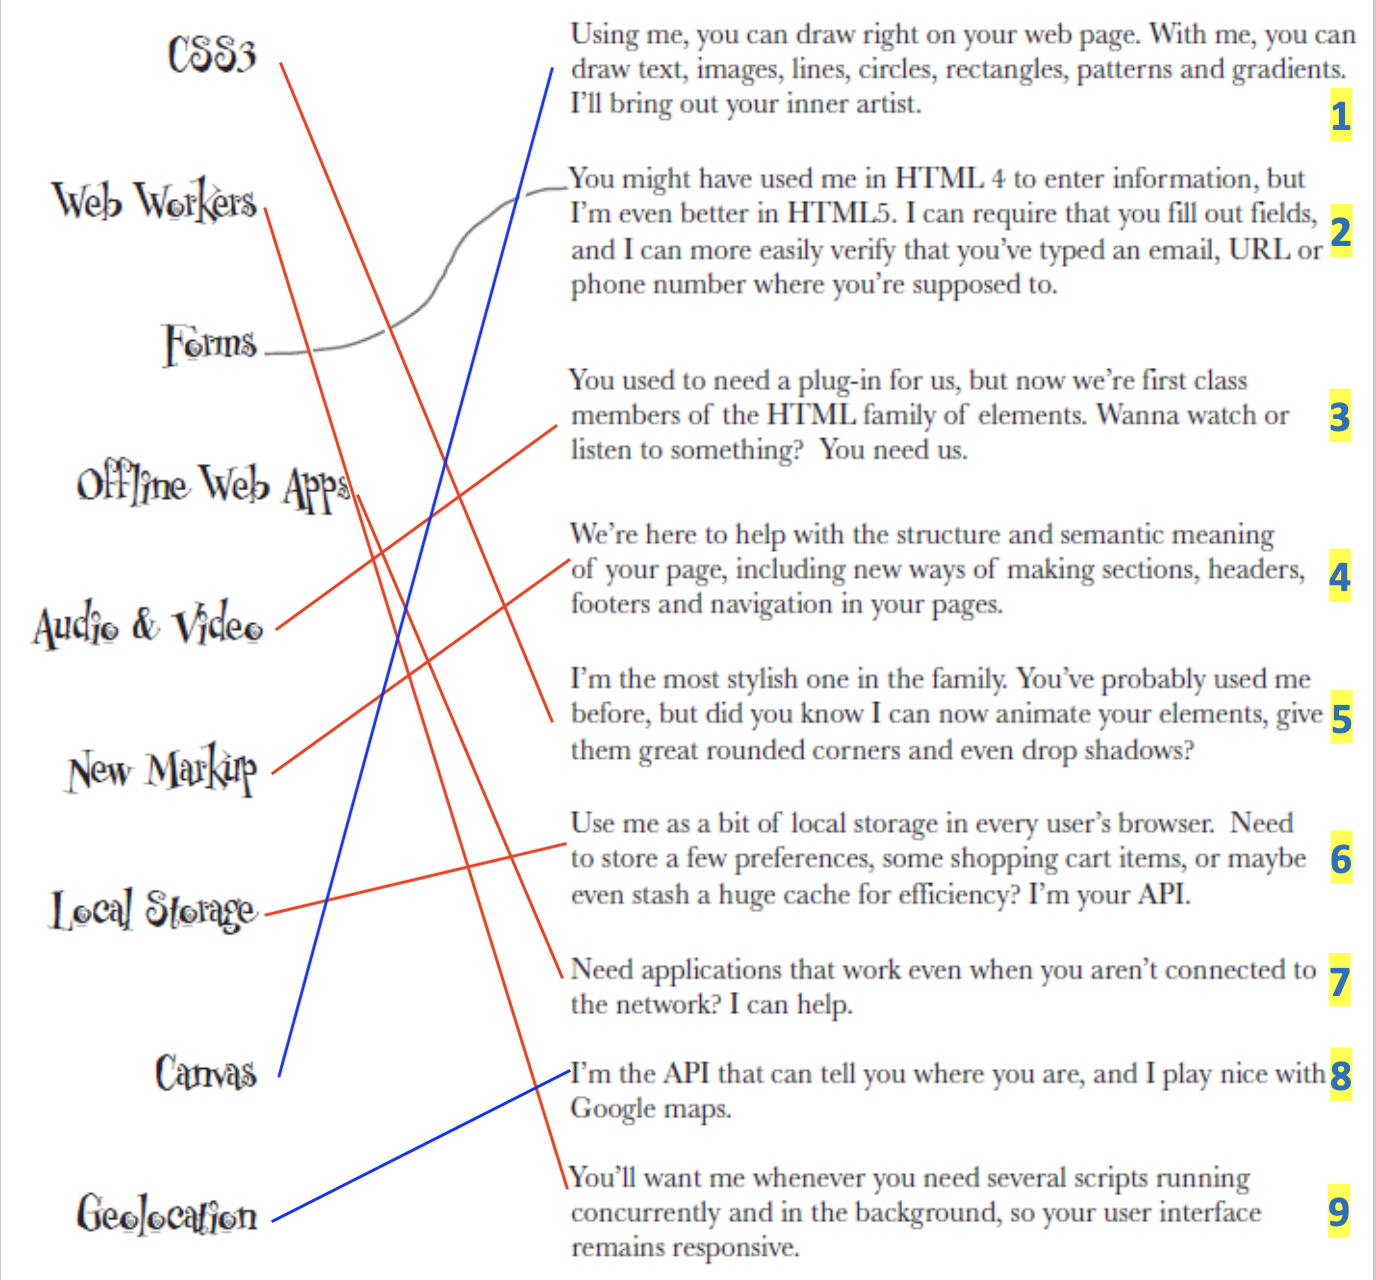 CSS3
Using me, you can draw right on your web page. With me, you can
draw text, images, lines, circles, rectangles, patterns and gradients.
I'll bring out your inner artist.
1
Web Workers
You might have used me in HTML 4 to enter information, but
I'm even better in HTML5. I can require that you fill out fields,
and I can more easily verify that you've typed an email, URL or
phone number where you're supposed to.
2
Forms
You used to need a plug-in for us, but now we're first class
members of the HTML family of elements. Wanna watch or
listen to something? You need us.
3
Offline Web Apps
We're here to help with the structure and semantic meaning
of your page, including new ways of making sections, headers,
footers and navigation in your pages.
4
Audio & Video
I'm the most stylish one in the family. You've probably used me
before, but did you know I can now animate your elements, give
them great rounded corners and even drop shadows?
5
New Markup
Use me as a bit of local storage in every user's browser. Need
to store a few preferences, some shopping cart items, or maybe
even stash a huge cache for efficiency? I'm your API.
6
Local Storage
Need applications that work even when you aren't connected to
the network? I can help.
7
Canvas
I'm the API that can tell you where you are, and I play nice with
Google maps.
8
Geolocation
You'll want me whenever you need several scripts running
concurrently and in the background, so your user interface
remains responsive.
9